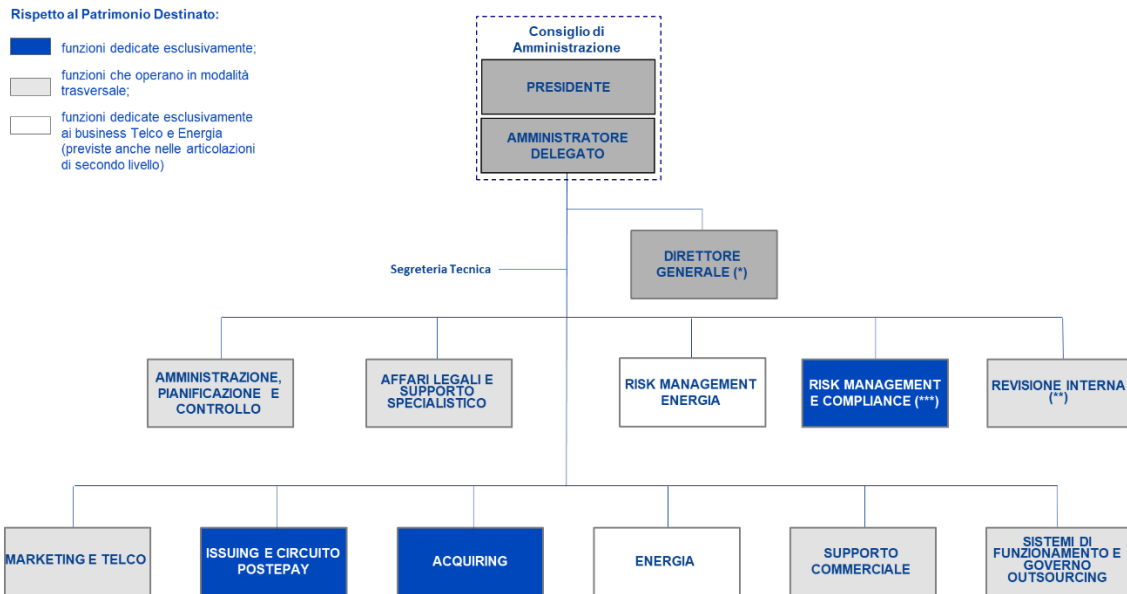 Rispetto al Patrimonio Destinato:
funzioni dedicate esclusivamente;
funzioni che operano in modalità
trasversale;
funzioni dedicate esclusivamente
ai business Telco e Energia
(previste anche nelle articolazioni
di secondo livello)
Consiglio di
Amministrazione
PRESIDENTE
AMMINISTRATORE
DELEGATO
DIRETTORE
GENERALE (*)
Segreteria Tecnica
AMMINISTRAZIONE,
PIANIFICAZIONE E
CONTROLLO
AFFARI LEGALI E
SUPPORTO
SPECIALISTICO
RISK MANAGEMENT
ENERGIA
RISK MANAGEMENT
E COMPLIANCE (***)
REVISIONE INTERNA
(**)
MARKETING E TELCO
ISSUING E CIRCUITO
POSTEPAY
ACQUIRING
ENERGIA
SUPPORTO
COMMERCIALE
SISTEMI DI
FUNZIONAMENTO E
GOVERNO
OUTSOURCING